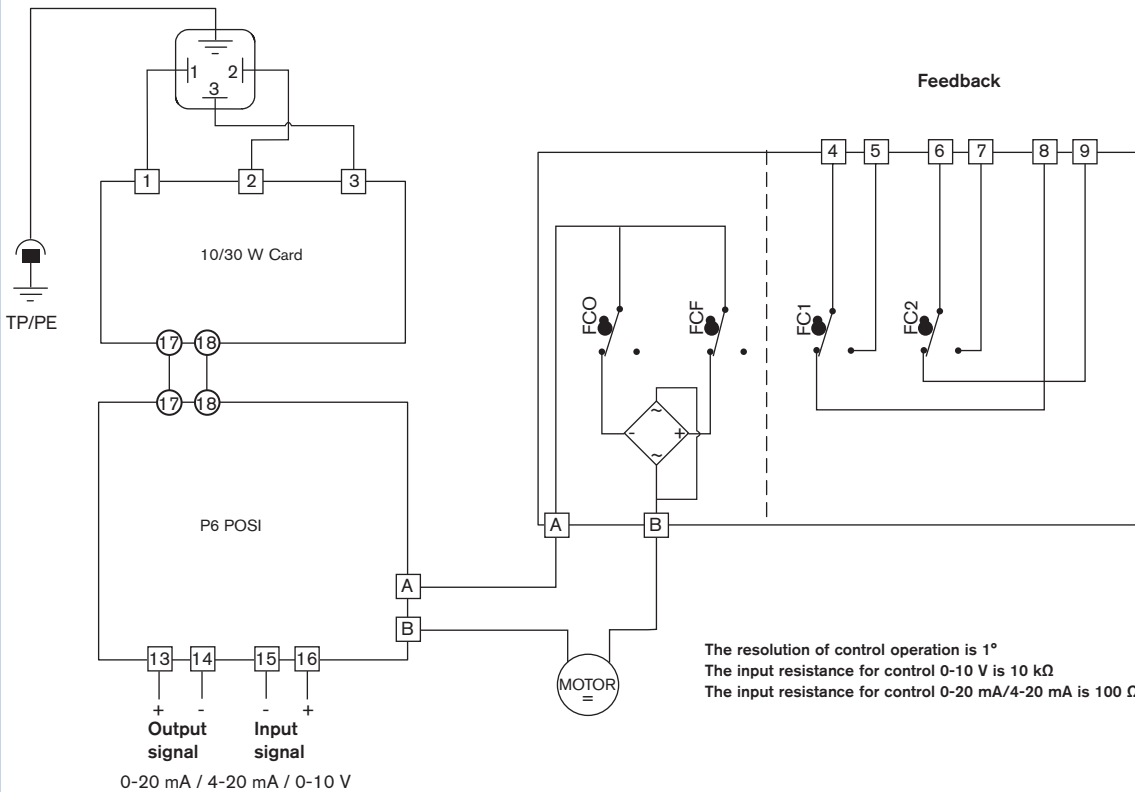 1 2
3
Feedback
4 5 6 7 8 9
1 2 3
10/30 W Card
TP/PE
FCO FCF FC1 FC2
17 18
17 18
~
- +
~
P6 POSI
A B
A
B
13 14 15 16
+ - - +
Output signal
Input signal
0-20 mA / 4-20 mA / 0-10 V
MOTOR
=
The resolution of control operation is 1°
The input resistance for control 0-10 V is 10 kΩ
The input resistance for control 0-20 mA/4-20 mA is 100 Ω